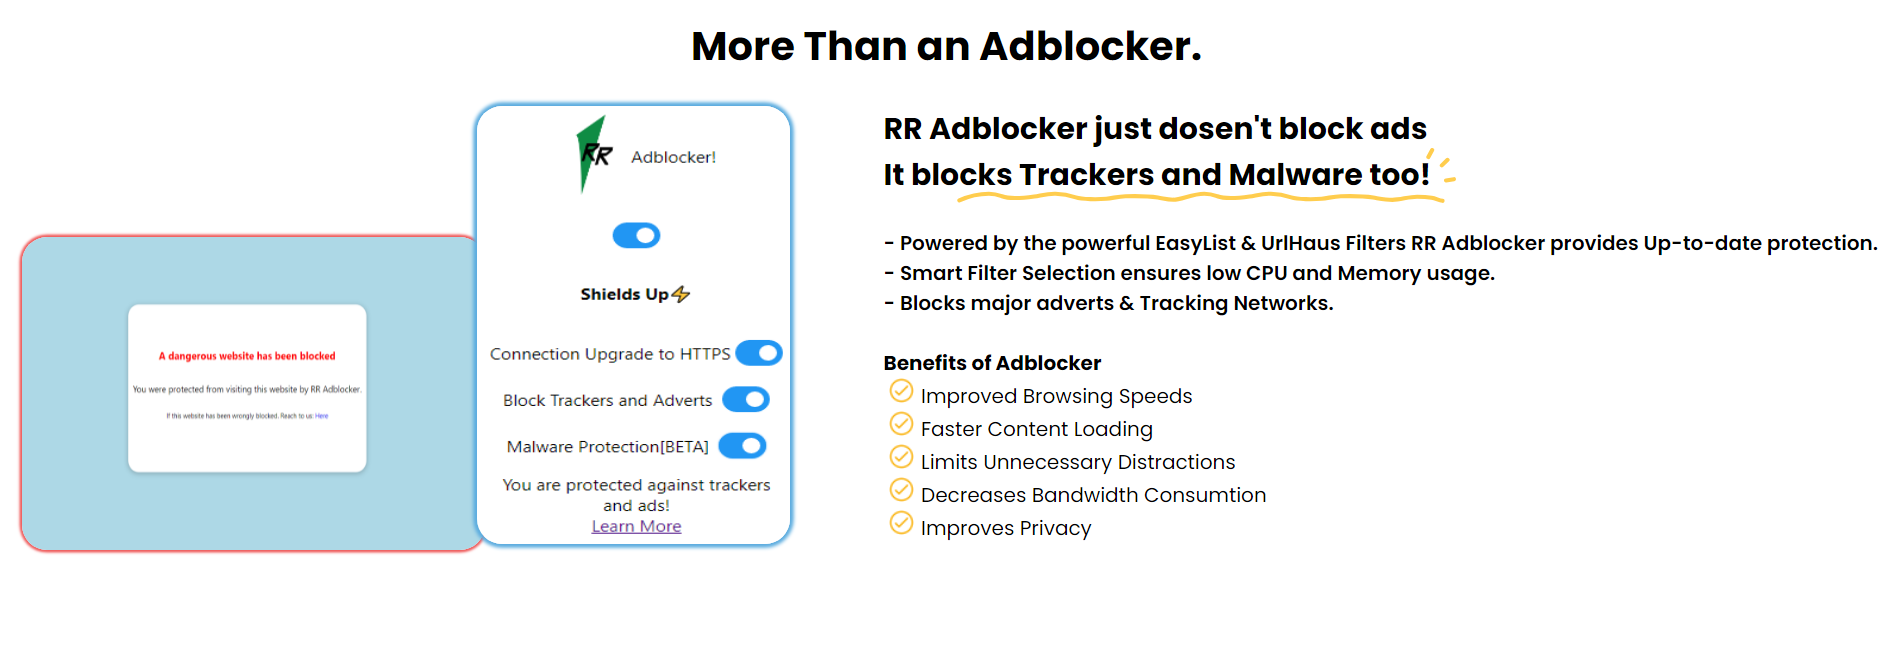 More Than an Adblocker.
RR Adblocker!
Shields Up⚡
Connection Upgrade to HTTPS
Block Trackers and Adverts
Malware Protection[BETA]
You are protected against trackers
and ads!
Learn More
A dangerous website has been blocked
You were protected from visiting this website by RR Adblocker.
If this website has been wrongly blocked. Reach to us: Here
RR Adblocker just dosen't block ads
It blocks Trackers and Malware too!
- Powered by the powerful EasyList & UrlHaus Filters RR Adblocker provides Up-to-date protection.
- Smart Filter Selection ensures low CPU and Memory usage.
- Blocks major adverts & Tracking Networks.
Benefits of Adblocker
Improved Browsing Speeds
Faster Content Loading
Limits Unnecessary Distractions
Decreases Bandwidth Consumtion
Improves Privacy